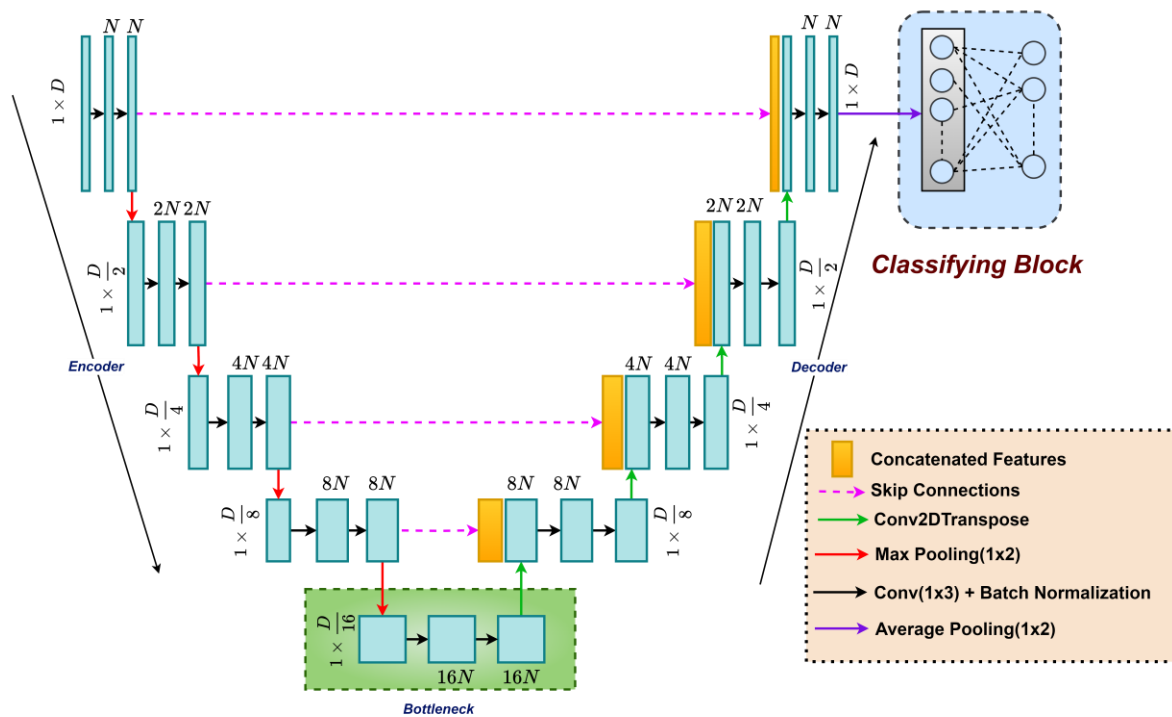 N N
1 × D
N N
1 × D
2N 2N
1 × D/2
2N 2N
1 × D/2
Classifying Block
Encoder
Decoder
4N 4N
1 × D/4
4N 4N
1 × D/4
8N 8N
1 × D/8
8N 8N
1 × D/8
1 × D/16
16N 16N
Bottleneck
Concatenated Features
Skip Connections
Conv2DTranspose
Max Pooling(1x2)
Conv(1x3) + Batch Normalization
Average Pooling(1x2)